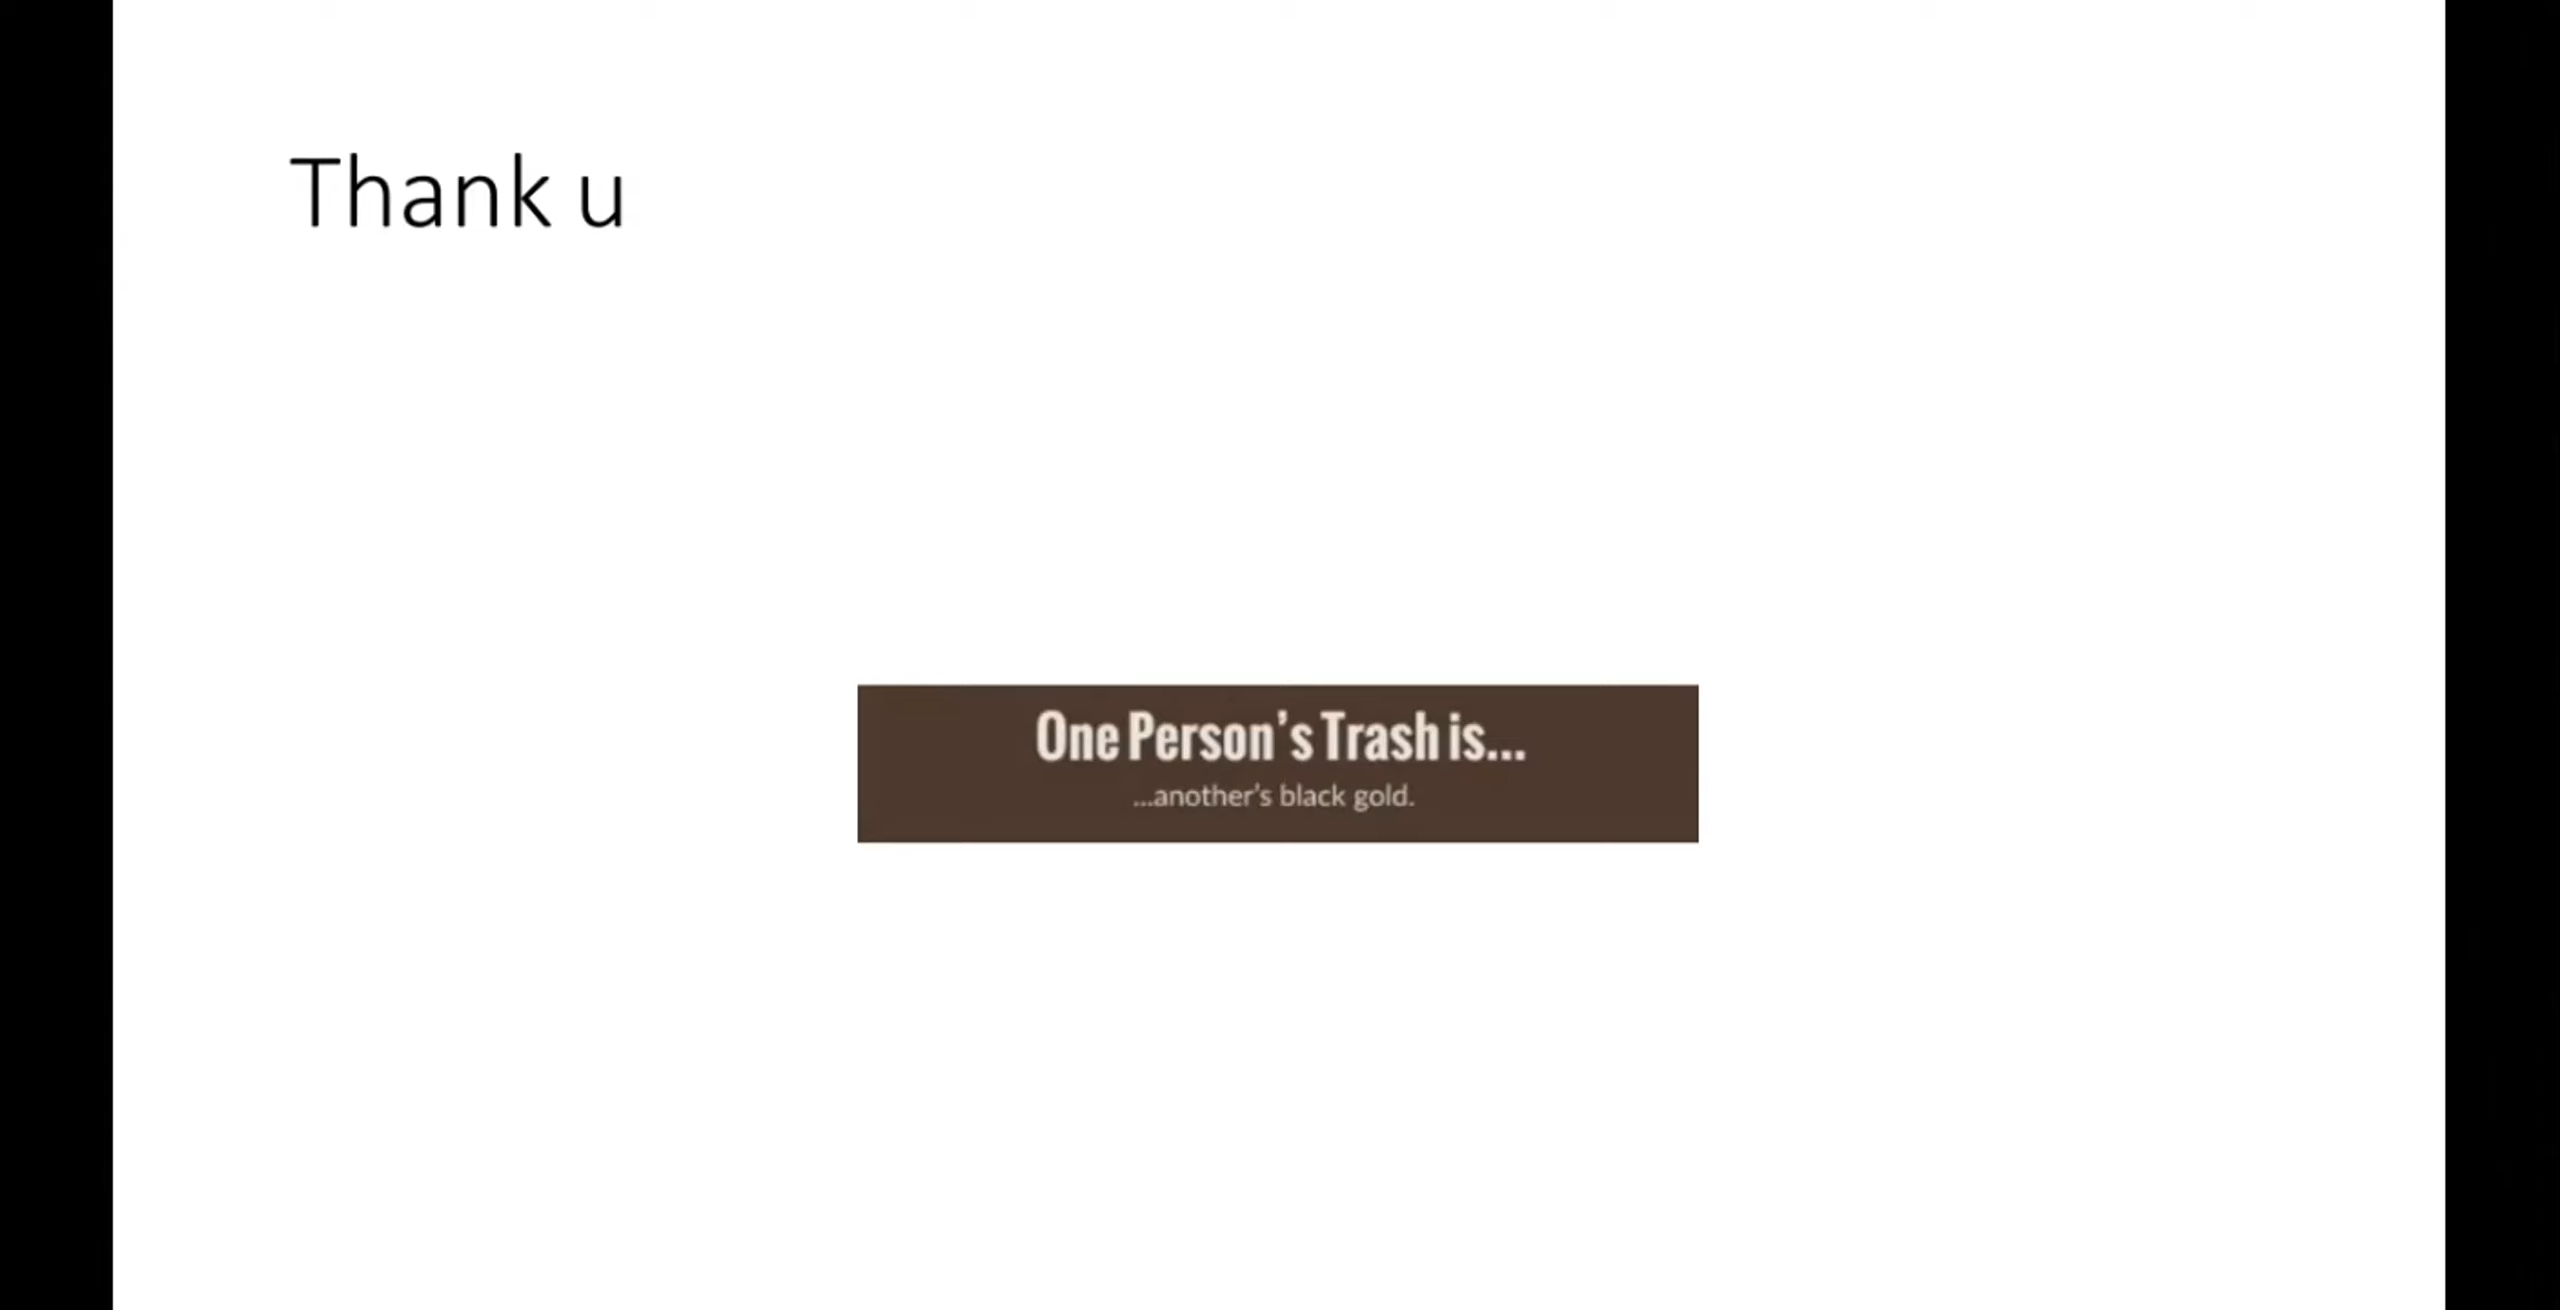 Thank u
One Person’s Trash is...
...another’s black gold.